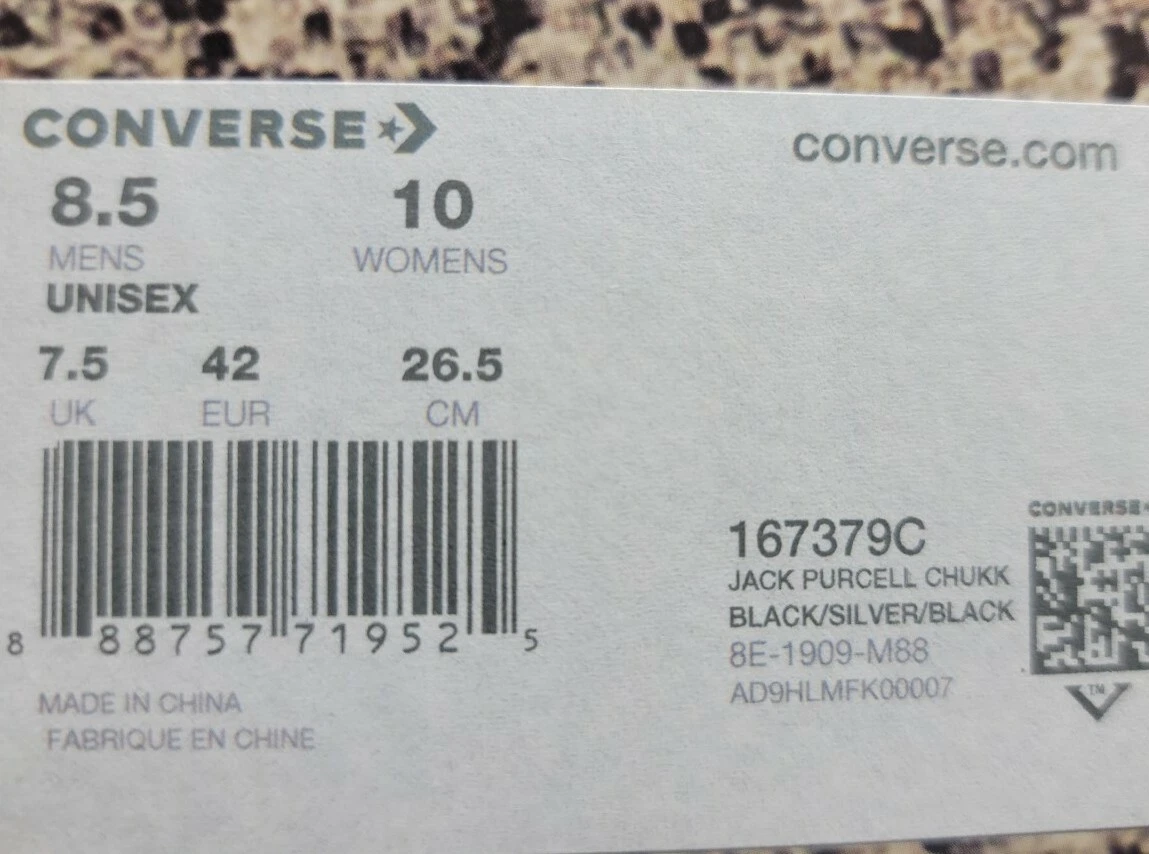 CONVERSE
converse.com
8.5 10
MENS WOMENS
UNISEX
7.5 42 26.5
UK EUR CM
8 88757 71952 5
MADE IN CHINA
FABRIQUE EN CHINE
167379C
JACK PURCELL CHUKK
BLACK/SILVER/BLACK
8E-1909-M88
AD9HLMFK00007
CONVERSE
TM